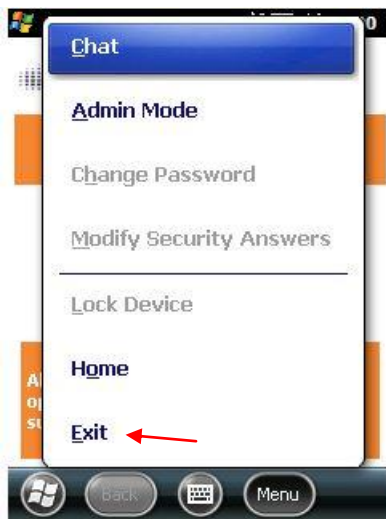 Chat
Admin Mode
Change Password
Modify Security Answers
Lock Device
Home
Exit
Back
Menu